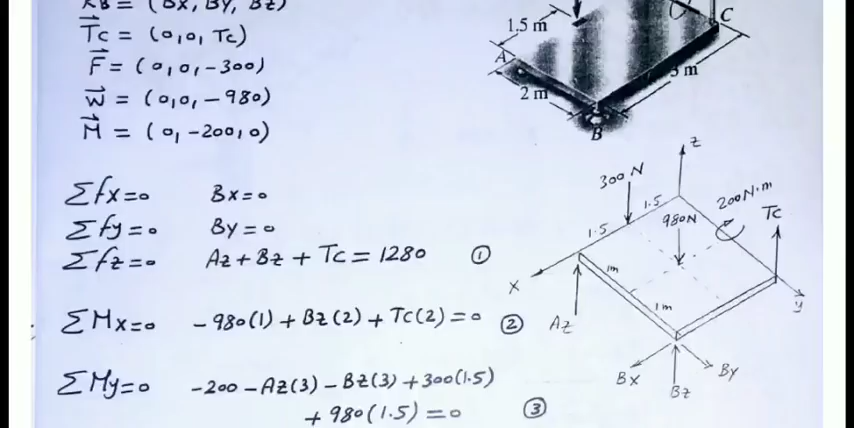 RB = (Bx, By, Bz)
Tc = (0,0, Tc)
F = (0,0,-300)
W = (0,0,-980)
M = (0,-200,0)
Σfx=0 Bx=0
Σfy=0 By=0
Σfz=0 Az+Bz+Tc=1280 ①
ΣMx=0 -980(1)+Bz(2)+Tc(2)=0 ②
ΣMy=0 -200-Az(3)-Bz(3)+300(1.5)
+980(1.5)=0 ③
1.5 m
C
A
3 m
2 m
B
z
300 N
200 N·m
1.5
Tc
980N
1.5
1m
x
1m
y
Az
Bx
By
Bz